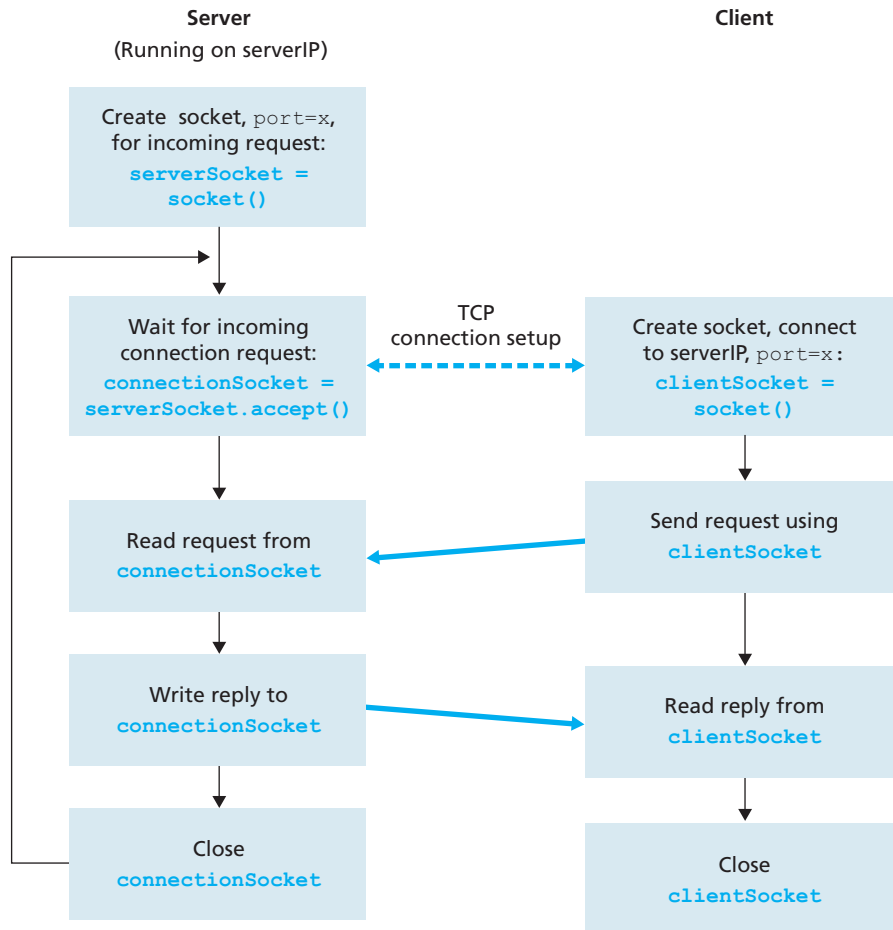 Server
(Running on serverIP)
Create socket, port=x,
for incoming request:
serverSocket =
socket()
Wait for incoming
connection request:
connectionSocket =
serverSocket.accept()
Read request from
connectionSocket
Write reply to
connectionSocket
Close
connectionSocket
TCP
connection setup
Client
Create socket, connect
to serverIP, port=x:
clientSocket =
socket()
Send request using
clientSocket
Read reply from
clientSocket
Close
clientSocket